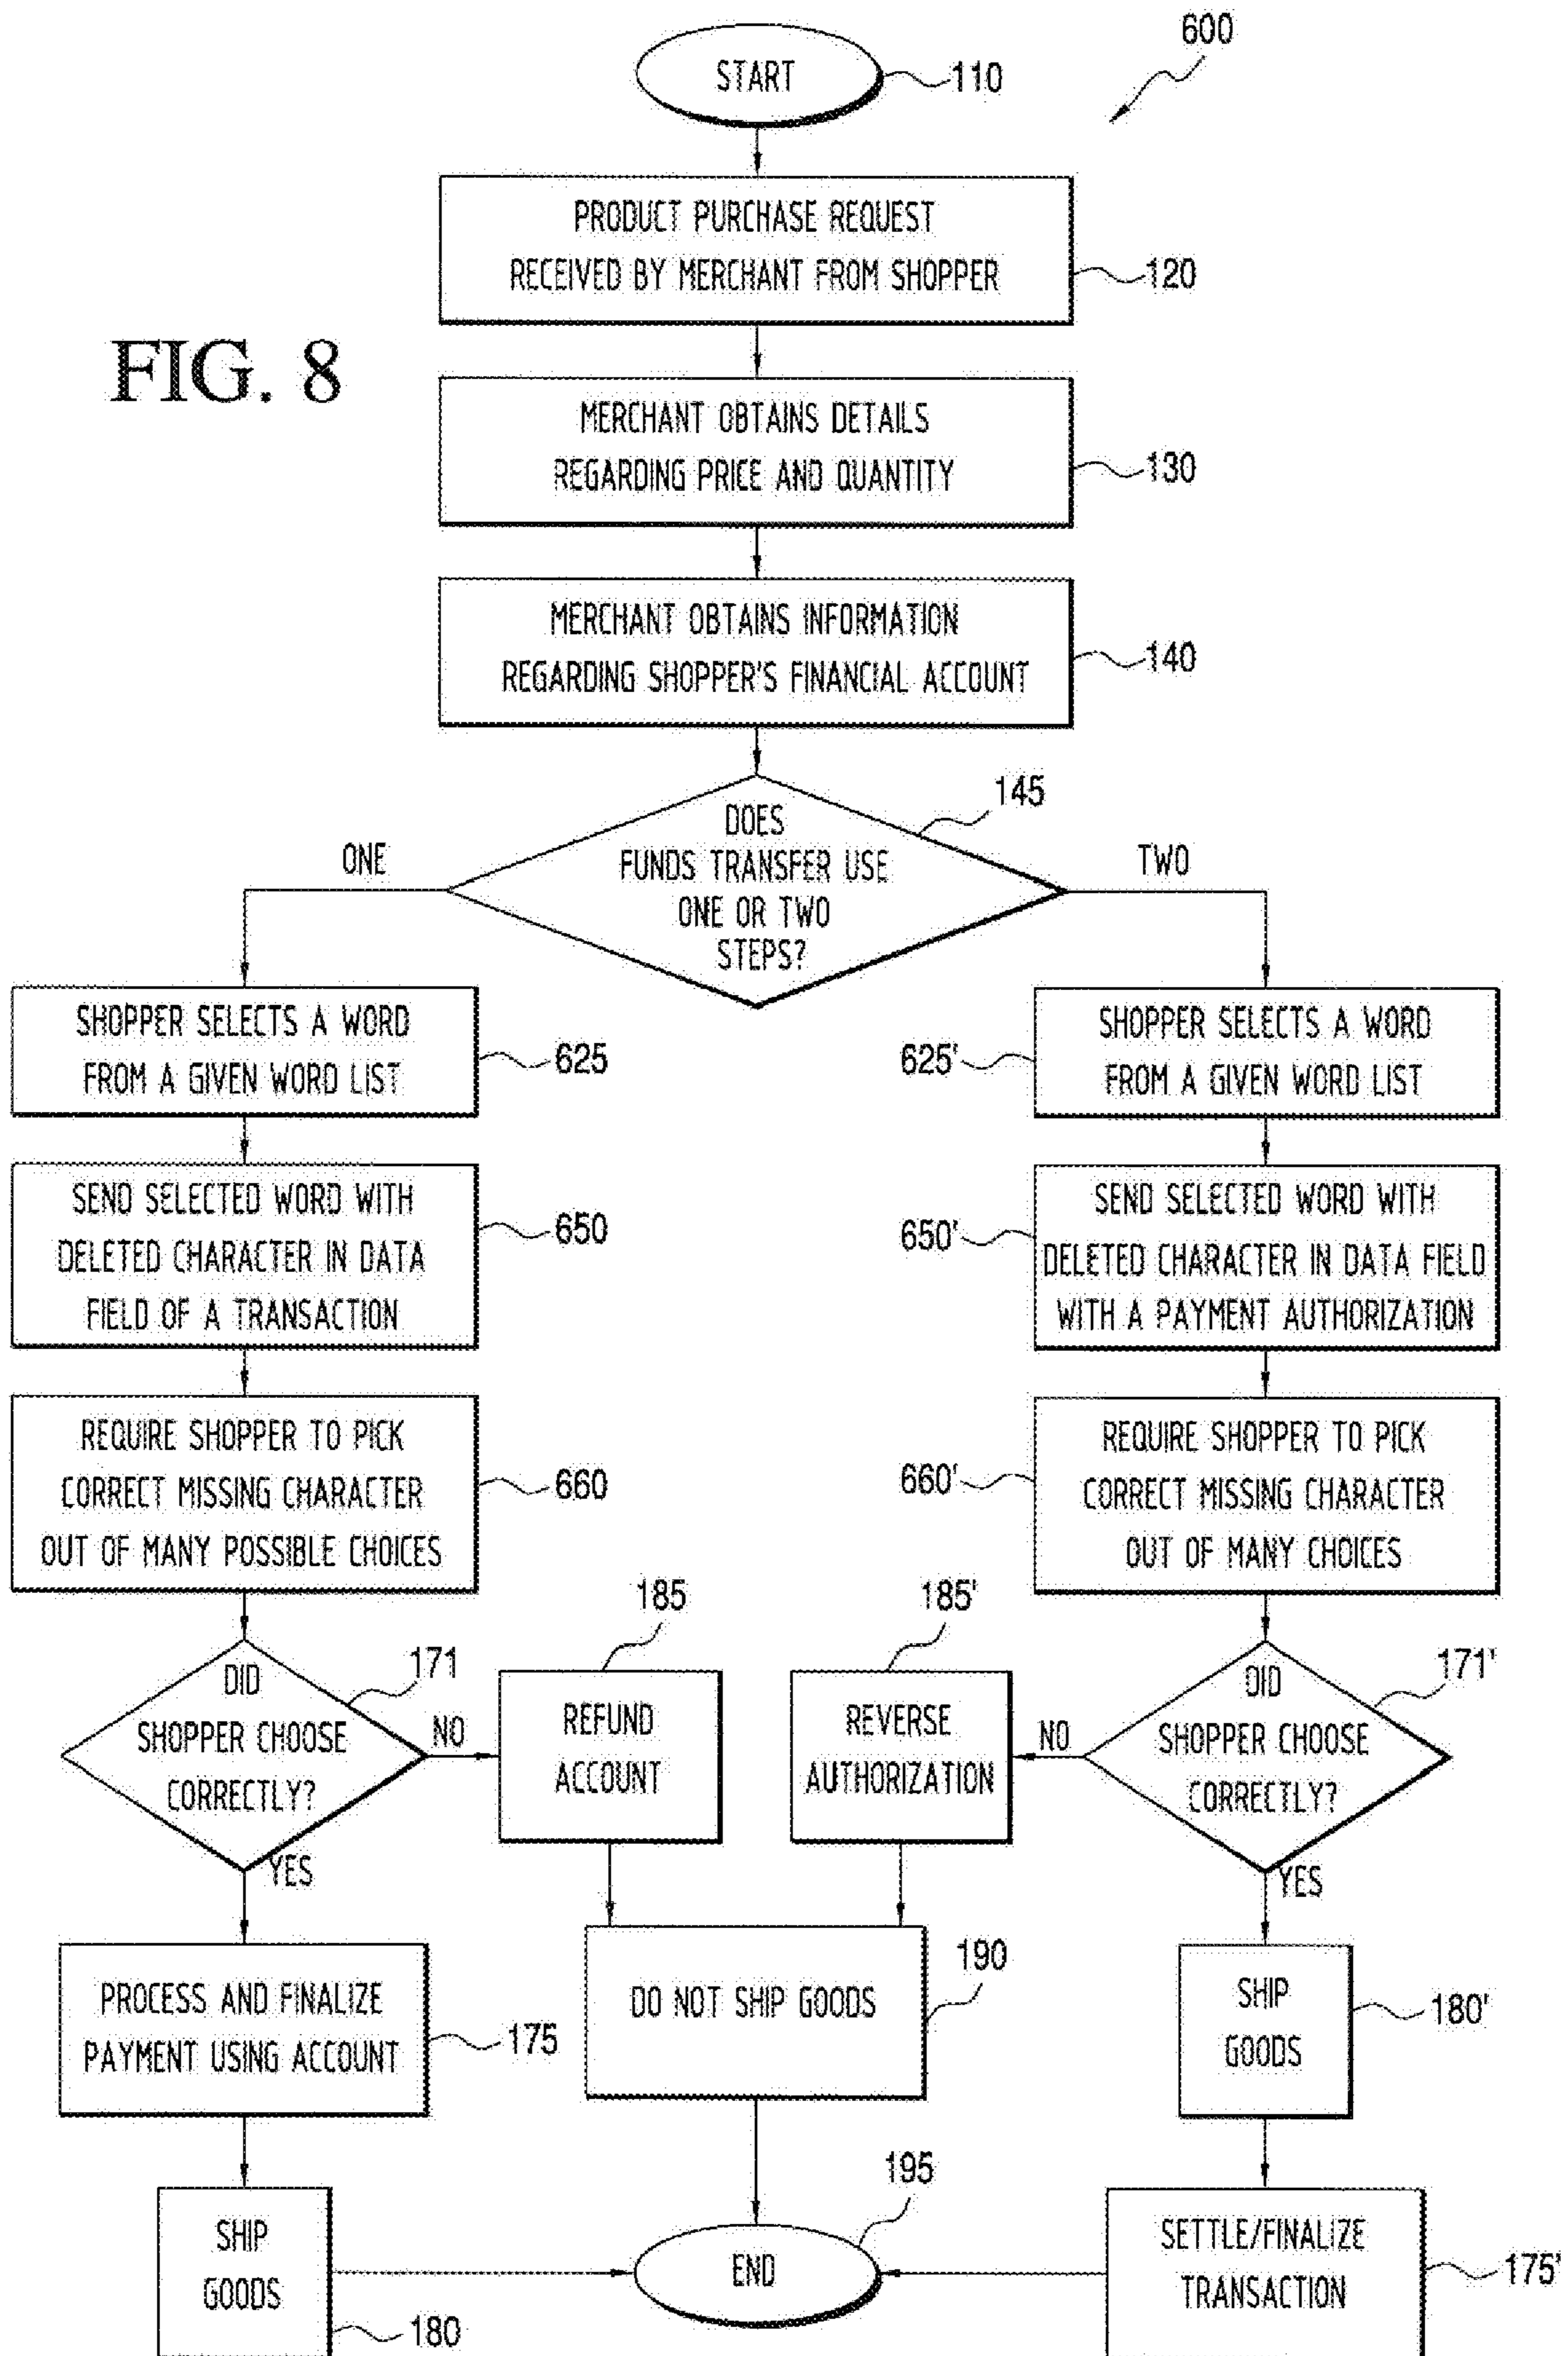 600
START
110
PRODUCT PURCHASE REQUEST
RECEIVED BY MERCHANT FROM SHOPPER
120
FIG. 8
MERCHANT OBTAINS DETAILS
REGARDING PRICE AND QUANTITY
130
MERCHANT OBTAINS INFORMATION
REGARDING SHOPPER'S FINANCIAL ACCOUNT
140
145
DOES
FUNDS TRANSFER USE
ONE OR TWO
STEPS?
ONE
TWO
SHOPPER SELECTS A WORD
FROM A GIVEN WORD LIST
625
SEND SELECTED WORD WITH
DELETED CHARACTER IN DATA
FIELD OF A TRANSACTION
650
REQUIRE SHOPPER TO PICK
CORRECT MISSING CHARACTER
OUT OF MANY POSSIBLE CHOICES
660
DID
SHOPPER CHOOSE
CORRECTLY?
171
NO
YES
185
REFUND
ACCOUNT
PROCESS AND FINALIZE
PAYMENT USING ACCOUNT
175
SHIP
GOODS
180
SHOPPER SELECTS A WORD
FROM A GIVEN WORD LIST
625'
SEND SELECTED WORD WITH
DELETED CHARACTER IN DATA FIELD
WITH A PAYMENT AUTHORIZATION
650'
REQUIRE SHOPPER TO PICK
CORRECT MISSING CHARACTER
OUT OF MANY CHOICES
660'
DID
SHOPPER CHOOSE
CORRECTLY?
171'
NO
YES
185'
REVERSE
AUTHORIZATION
DO NOT SHIP GOODS
190
SHIP
GOODS
180'
SETTLE/FINALIZE
TRANSACTION
175'
195
END